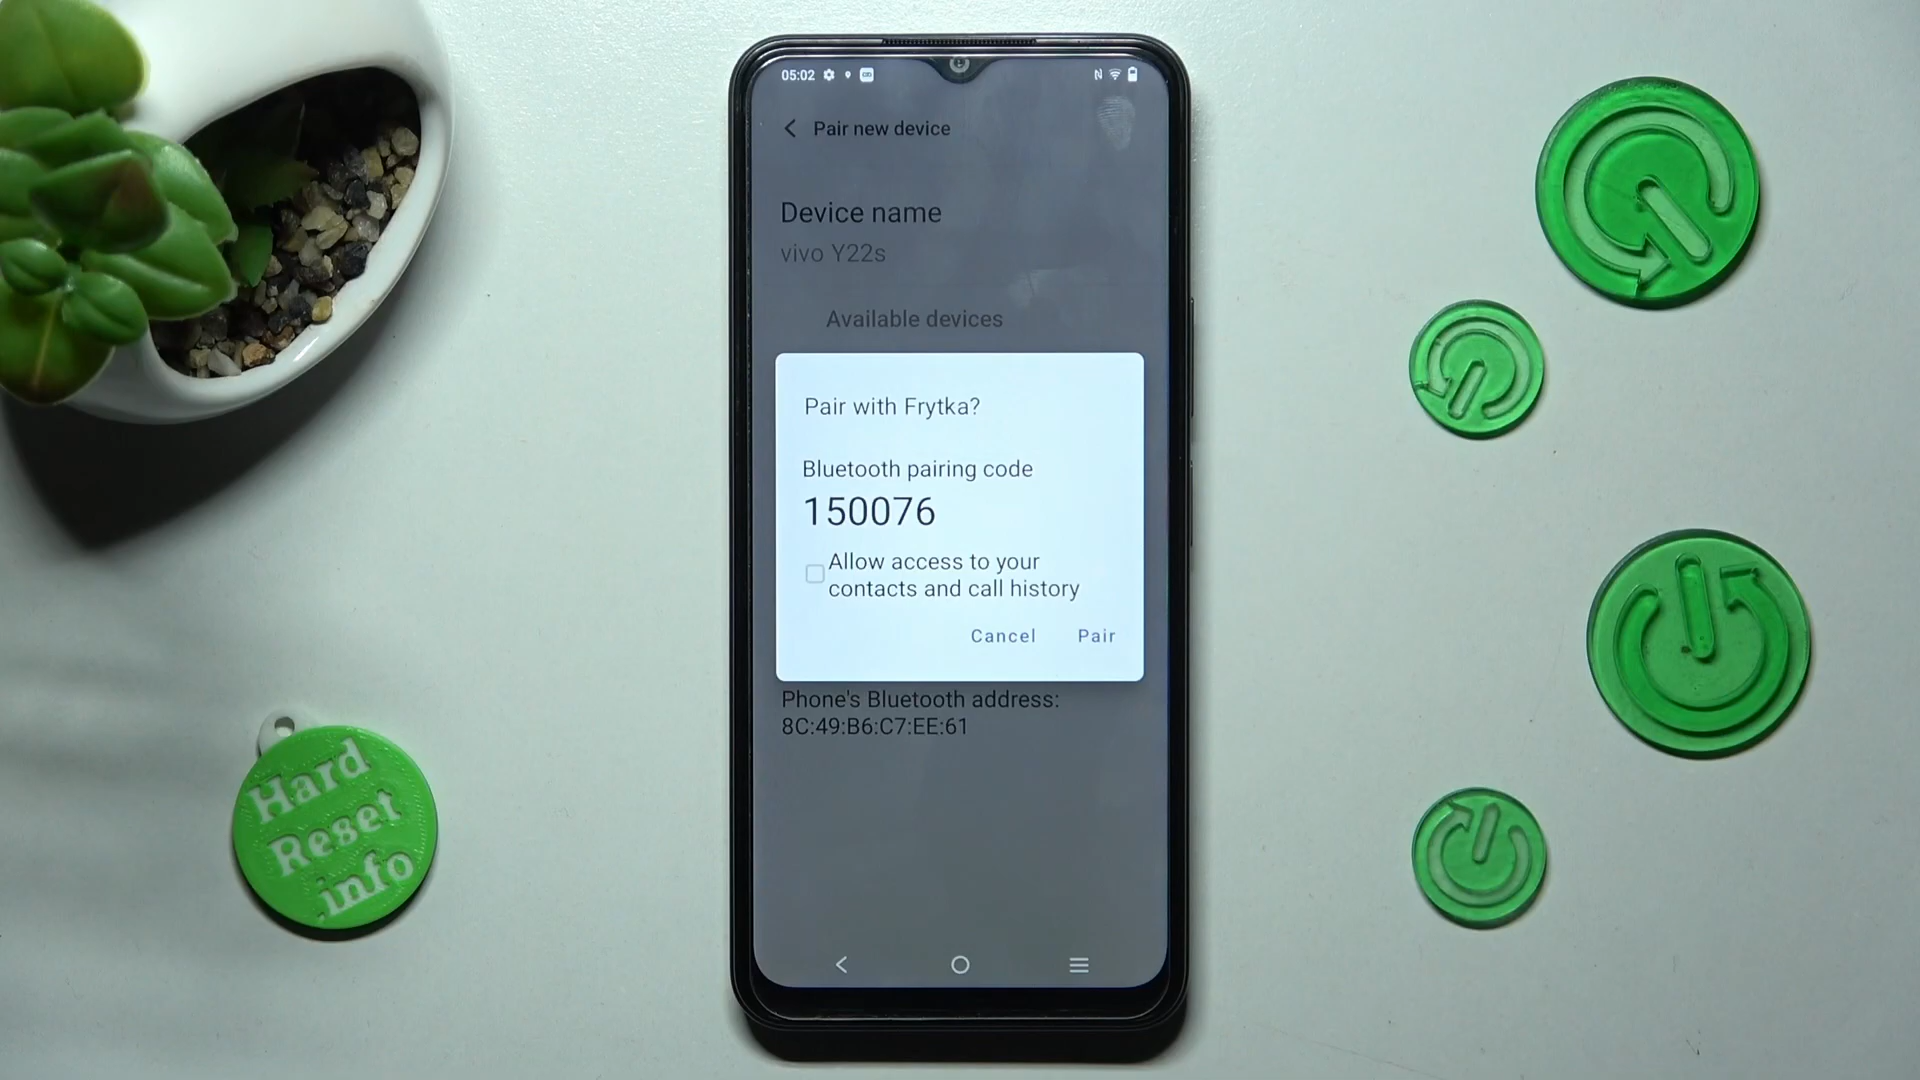 05:02
Pair new device
Device name
vivo Y22s
Available devices
Pair with Frytka?
Bluetooth pairing code
150076
Allow access to your
contacts and call history
Cancel Pair
Phone's Bluetooth address:
8C:49:B6:C7:EE:61
Hard
Reset
.info